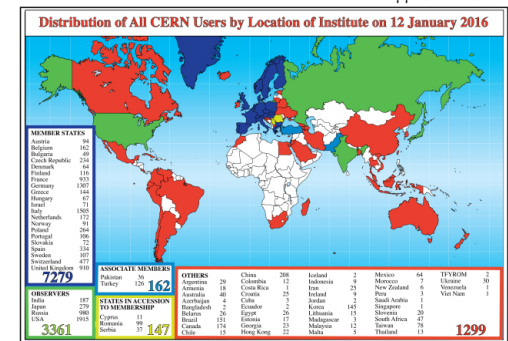 Distribution of All CERN Users by Location of Institute on 12 January 2016
MEMBER STATES
Austria 94
Belgium 162
Bulgaria 49
Czech Republic 234
Denmark 64
Finland 116
France 933
Germany 1307
Greece 144
Hungary 67
Israel 71
Italy 1505
Netherlands 172
Norway 91
Poland 264
Portugal 106
Slovakia 72
Spain 334
Sweden 107
Switzerland 477
United Kingdom 910
7279
OBSERVERS
India 187
Japan 279
Russia 980
USA 1915
3361
ASSOCIATE MEMBERS
Pakistan 36
Turkey 126
162
STATES IN ACCESSION
TO MEMBERSHIP
Cyprus 11
Romania 99
Serbia 37
147
OTHERS
Argentina 29
Armenia 18
Australia 40
Azerbaijan 4
Bangladesh 2
Belarus 26
Brazil 151
Canada 174
Chile 15
China 208
Colombia 12
Costa Rica 1
Croatia 25
Cuba 3
Ecuador 2
Egypt 26
Estonia 17
Georgia 23
Hong Kong 22
Iceland 2
Indonesia 9
Iran 25
Ireland 9
Jordan 2
Korea 145
Lithuania 15
Madagascar 3
Malaysia 12
Malta 5
Mexico 64
Morocco 7
New Zealand 6
Peru 3
Saudi Arabia 1
Singapore 1
Slovenia 20
South Africa 47
Taiwan 78
Thailand 13
TFYROM 2
Ukraine 30
Venezuela 1
Viet Nam 1
1299